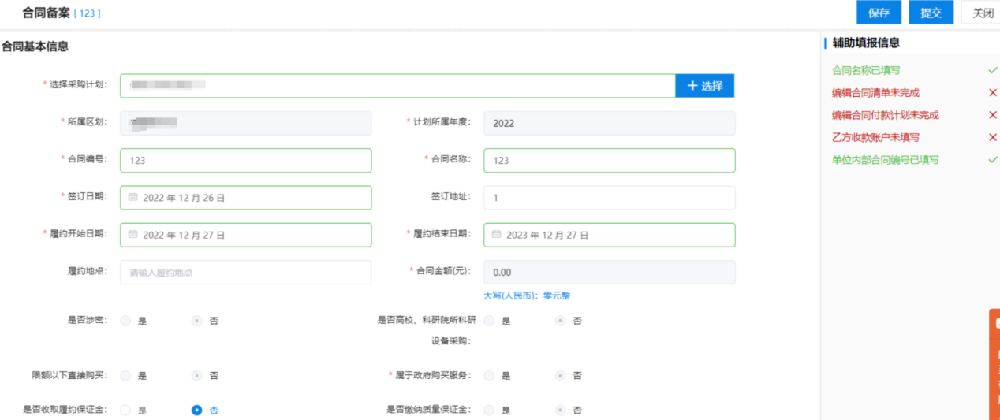 合同备案 [ 123 ]
保存
提交
关闭
合同基本信息
* 选择采购计划:
+ 选择
* 所属区划:
* 计划所属年度: 2022
* 合同编号: 123
* 合同名称: 123
* 签订日期: 2022 年 12 月 26 日
签订地址: 1
* 履约开始日期: 2022 年 12 月 27 日
* 履约结束日期: 2023 年 12 月 27 日
履约地点: 请输入履约地点
* 合同金额(元): 0.00
大写(人民币): 零元整
是否涉密: 是 否
是否高校、科研院所科研
设备采购: 是 否
限额以下直接购买: 是 否
* 属于政府购买服务: 是 否
是否收取履约保证金: 是 否
是否缴纳质量保证金: 是 否
辅助填报信息
合同名称已填写
编辑合同清单未完成
编辑合同付款计划未完成
乙方收款账户未填写
单位内部合同编号已填写